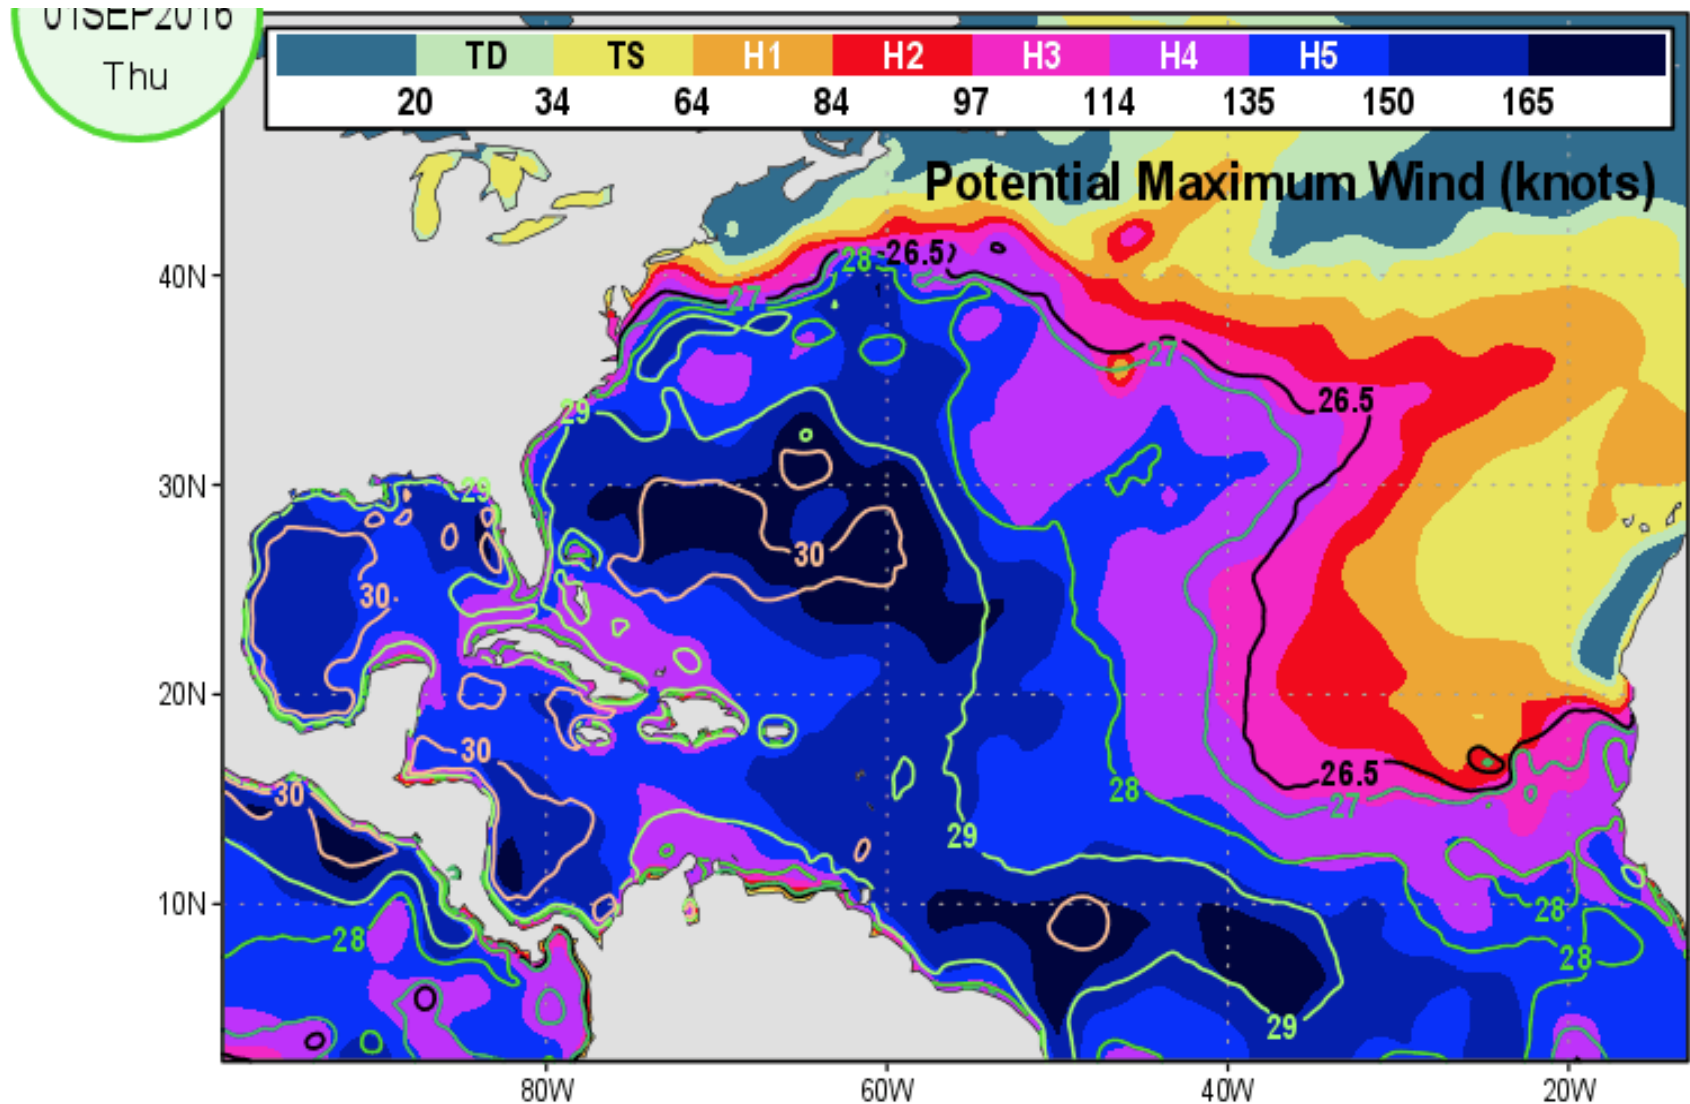 01SEP2016
Thu
TD TS H1 H2 H3 H4 H5
20 34 64 84 97 114 135 150 165
Potential Maximum Wind (knots)
40N
30N
20N
10N
80W 60W 40W 20W
28
26.5
27
27
26.5
29
29
30
30
30
30
26.5
27
28
29
28
28
28
29